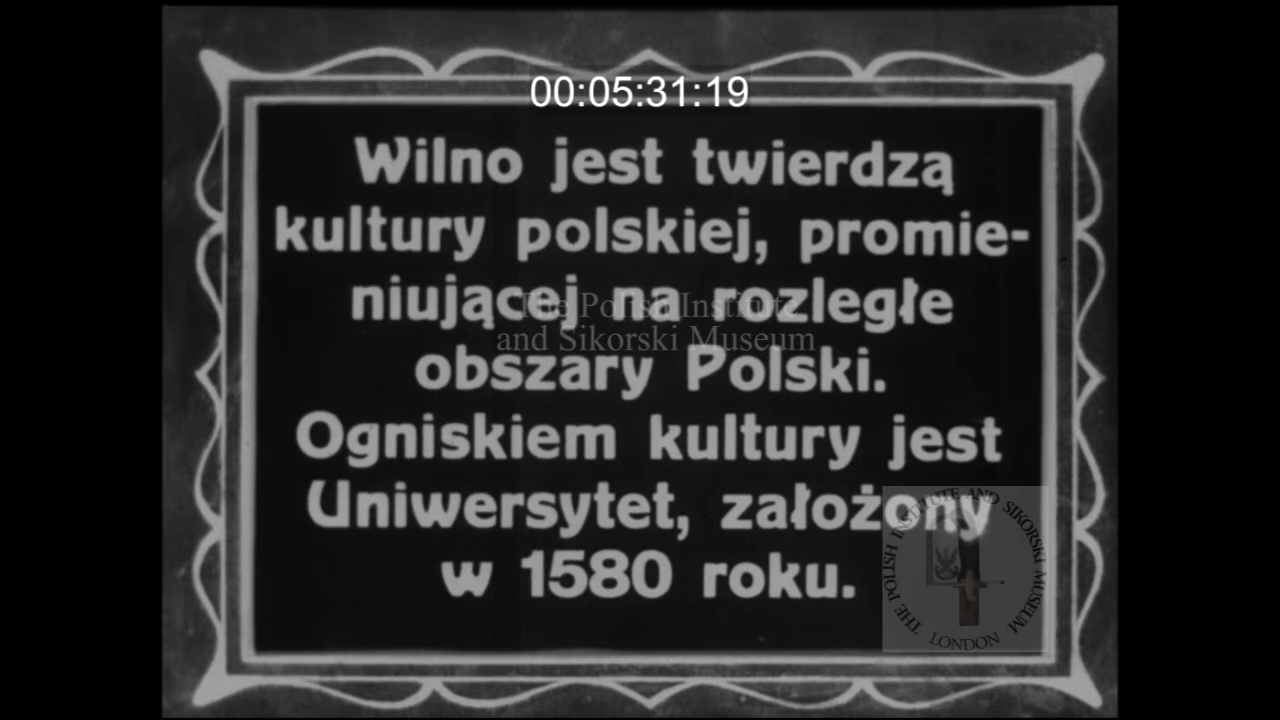 00:05:31:19
Wilno jest twierdzą
kultury polskiej, promie-
niującej na rozległe
The Polish Institute
and Sikorski Museum
obszary Polski.
Ogniskiem kultury jest
Uniwersytet, założony
w 1580 roku.
THE POLISH INSTITUTE AND SIKORSKI MUSEUM
LONDON